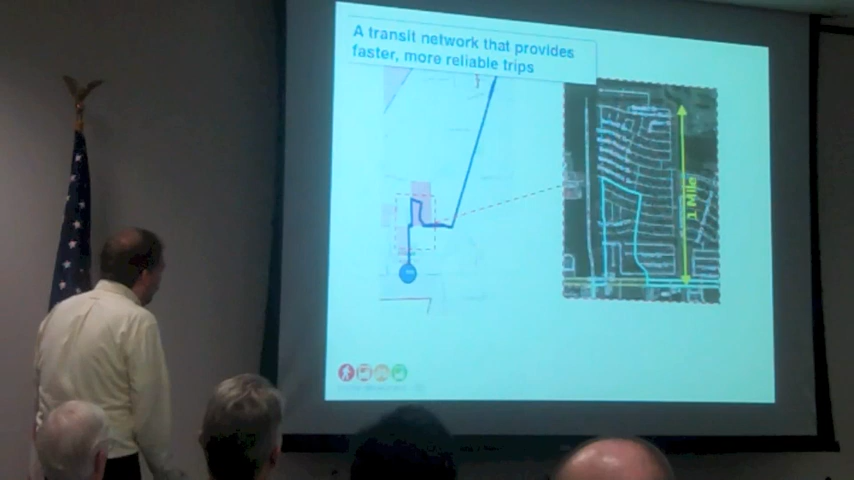 A transit network that provides
faster, more reliable trips
1 Mile